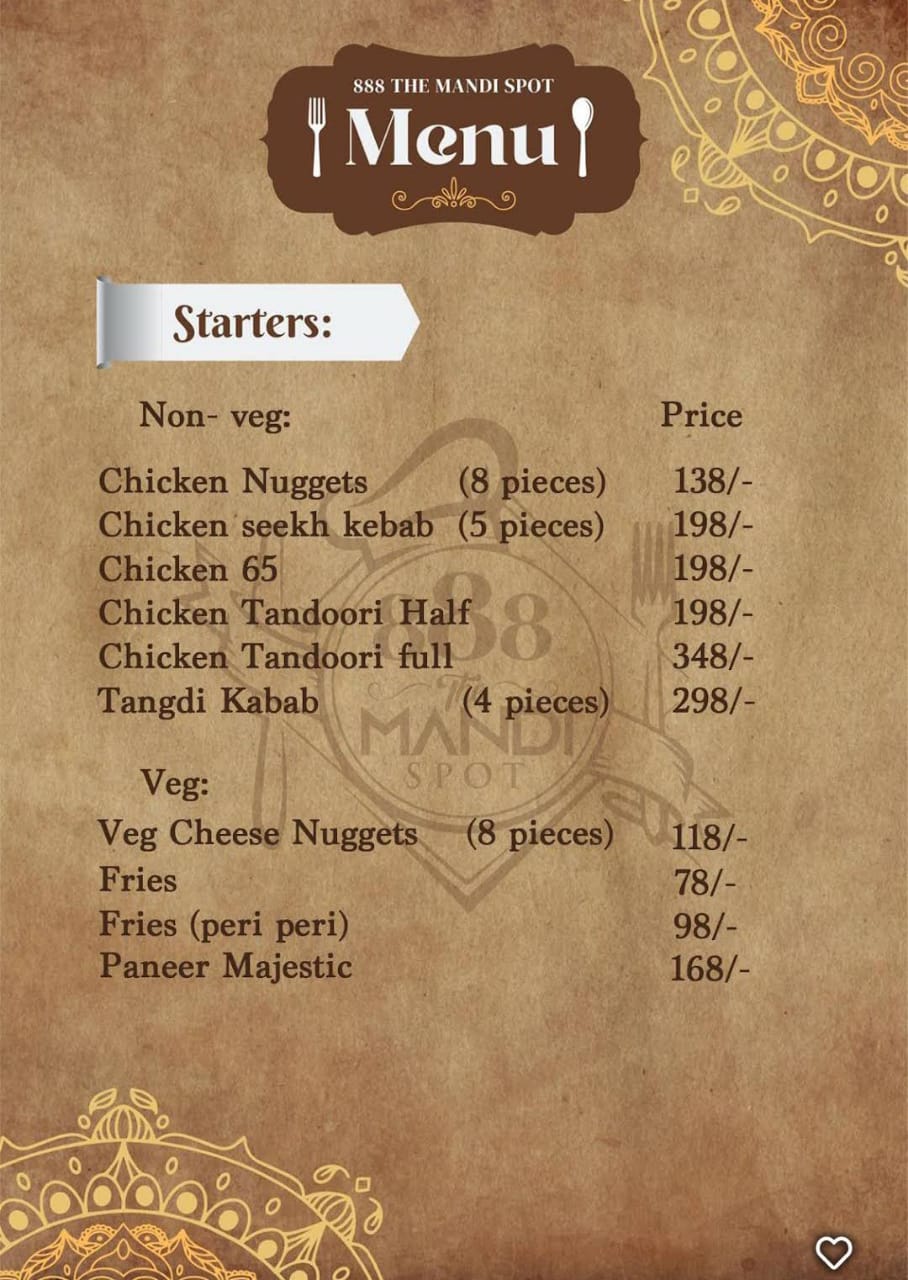 888 THE MANDI SPOT
Menu
Starters:
Non- veg: Price
Chicken Nuggets (8 pieces) 138/-
Chicken seekh kebab (5 pieces) 198/-
Chicken 65 198/-
Chicken Tandoori Half 198/-
Chicken Tandoori full 348/-
Tangdi Kabab (4 pieces) 298/-
Veg:
Veg Cheese Nuggets (8 pieces) 118/-
Fries 78/-
Fries (peri peri) 98/-
Paneer Majestic 168/-
888
The
MANDI
SPOT